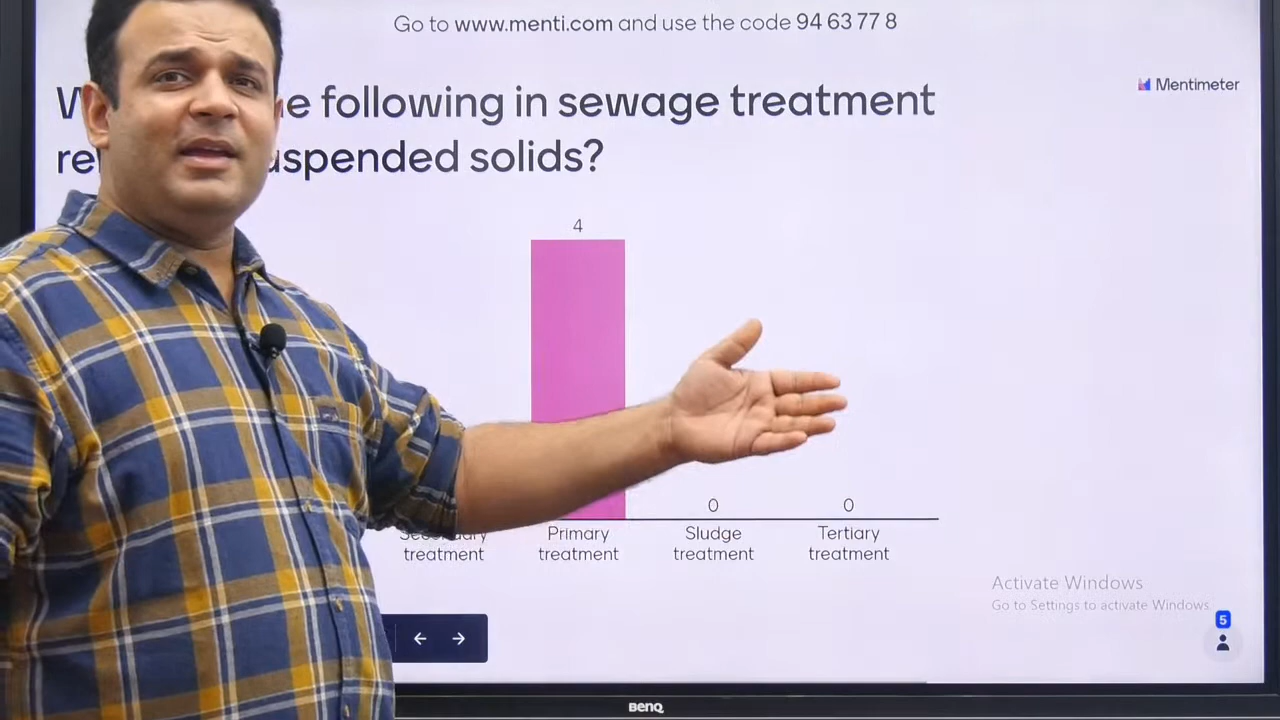 Go to www.menti.com and use the code 94 63 77 8
Mentimeter
following in sewage treatment
solids?
4
0
0
Secondary treatment
Primary treatment
Sludge treatment
Tertiary treatment
Activate Windows
Go to Settings to activate Windows.
5
BenQ